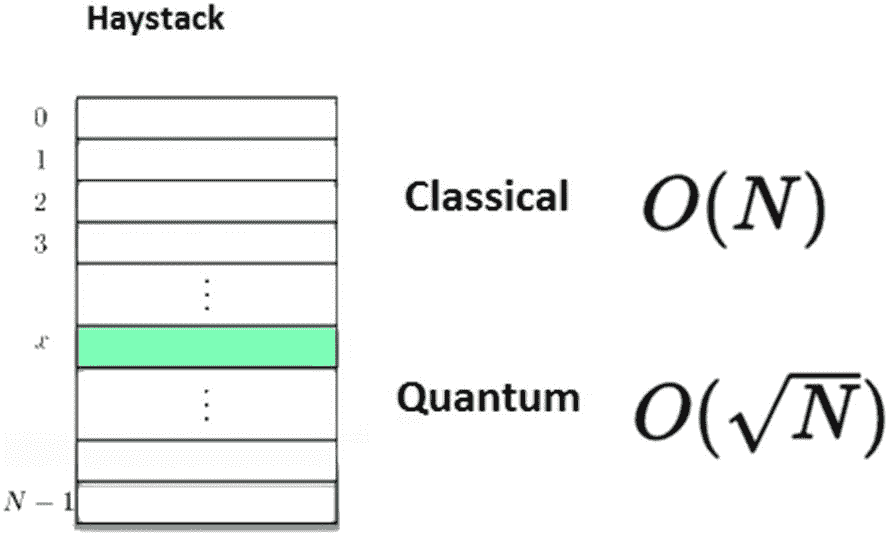 Haystack
0
1
2
3
⋮
x
⋮
N − 1
Classical O(N)
Quantum O(√N)